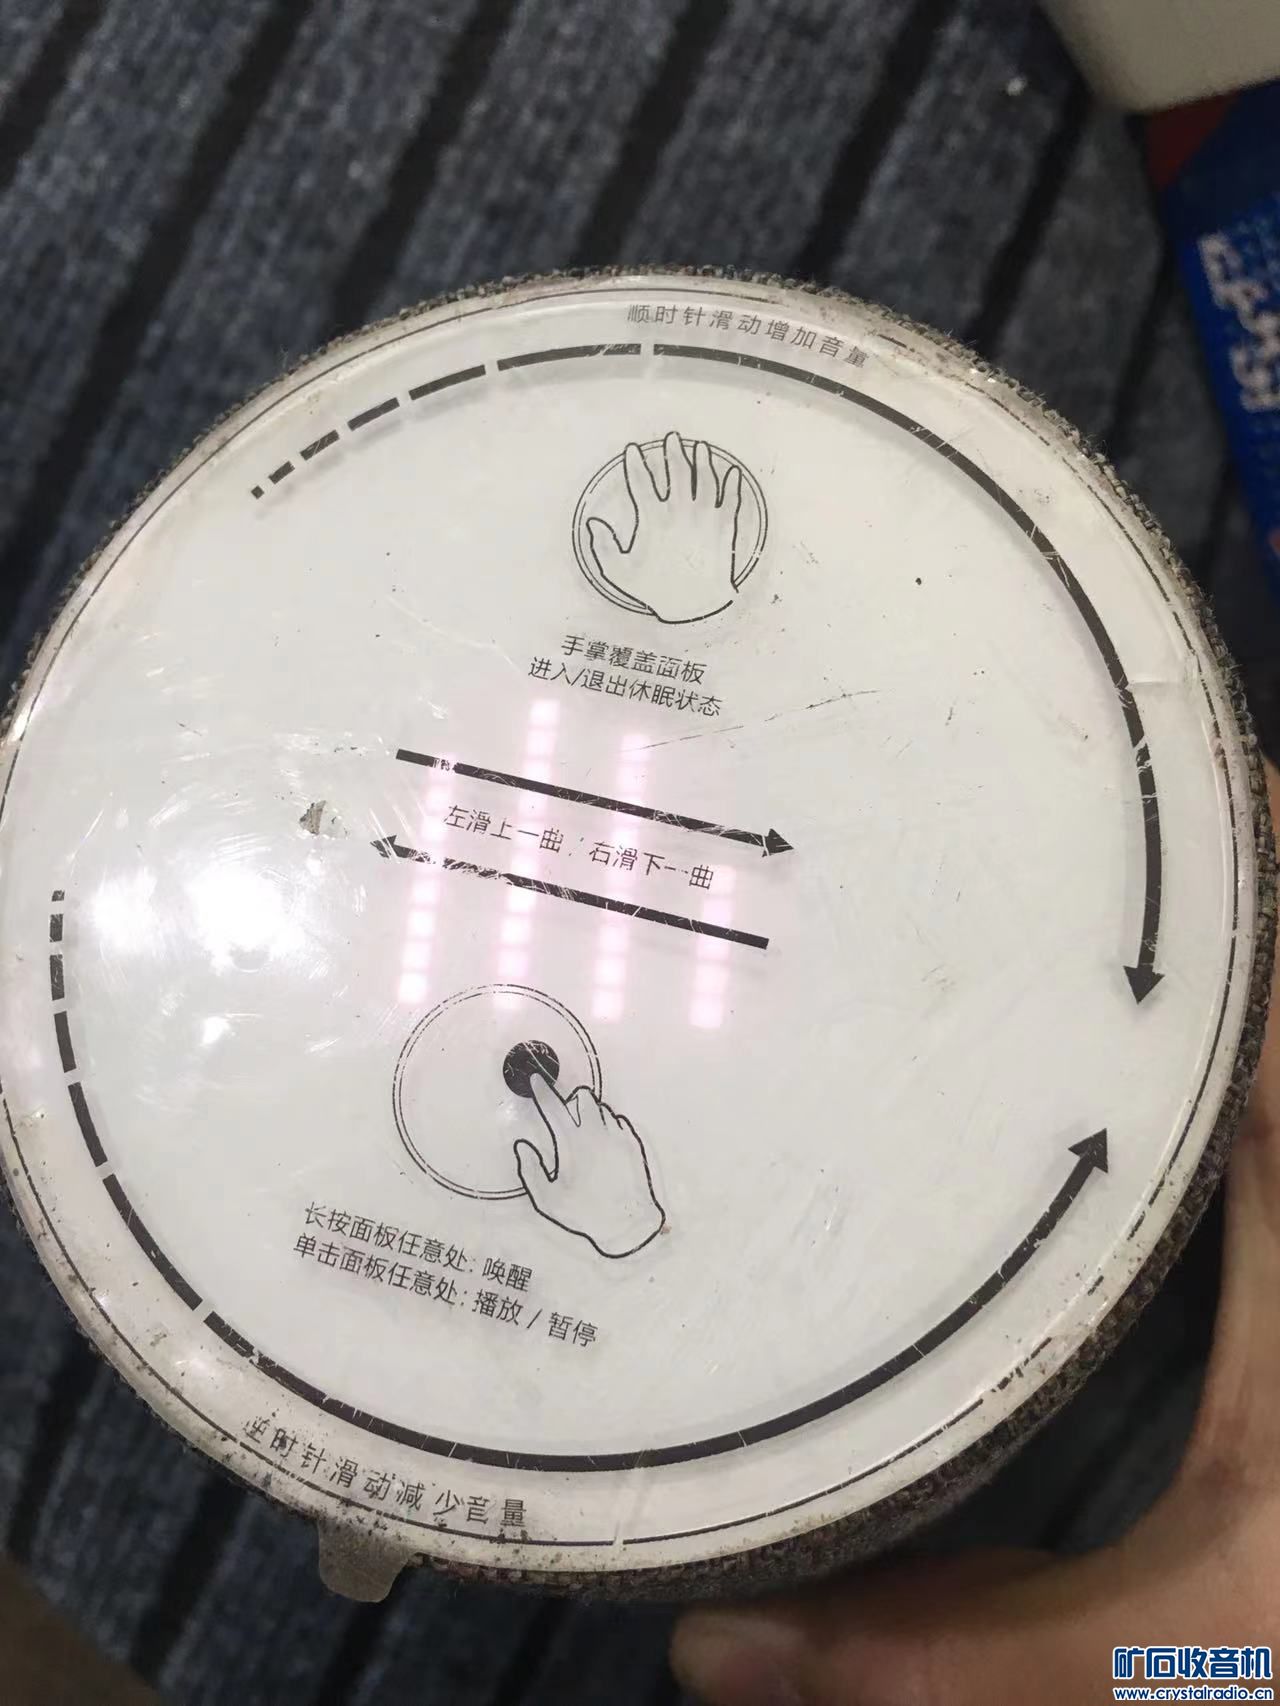 顺时针滑动增加音量
手掌覆盖面板
进入/退出休眠状态
左滑上一曲 / 右滑下一曲
长按面板任意处: 唤醒
单击面板任意处: 播放 / 暂停
逆时针滑动减少音量
矿石收音机
www.crystalradio.cn